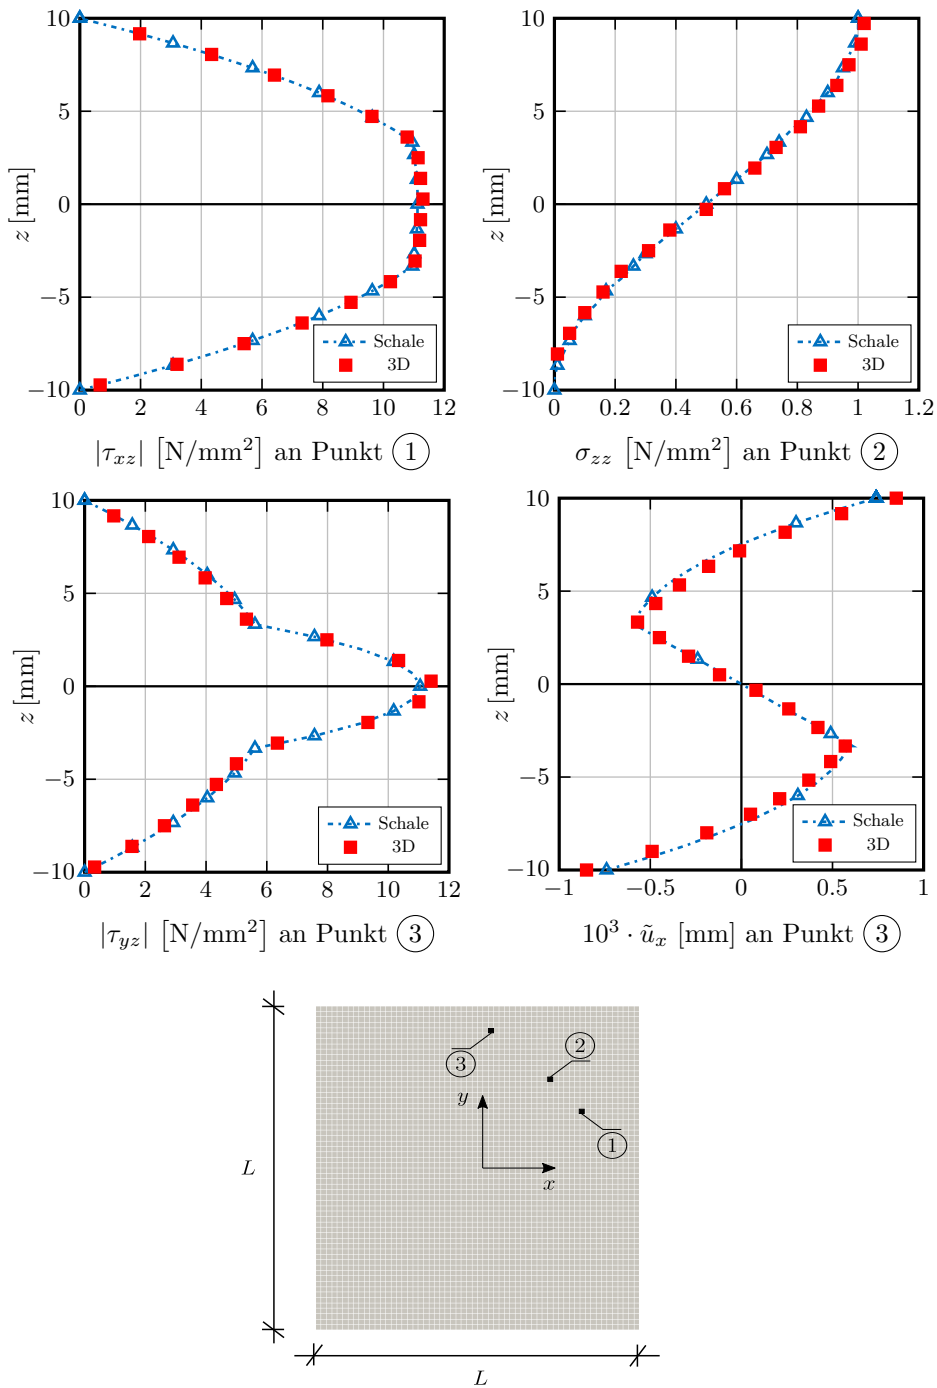 10
5
0
−5
−10
z [mm]
0 2 4 6 8 10 12
Schale
3D
|τxz| [N/mm²] an Punkt ①
10
5
0
−5
−10
z [mm]
0 0.2 0.4 0.6 0.8 1.0 1.2
Schale
3D
σzz [N/mm²] an Punkt ②
10
5
0
−5
−10
z [mm]
0 2 4 6 8 10 12
Schale
3D
|τyz| [N/mm²] an Punkt ③
10
5
0
−5
−10
z [mm]
−1 −0.5 0 0.5 1
Schale
3D
10³ · ũx [mm] an Punkt ③
②
③
y
①
L
x
L